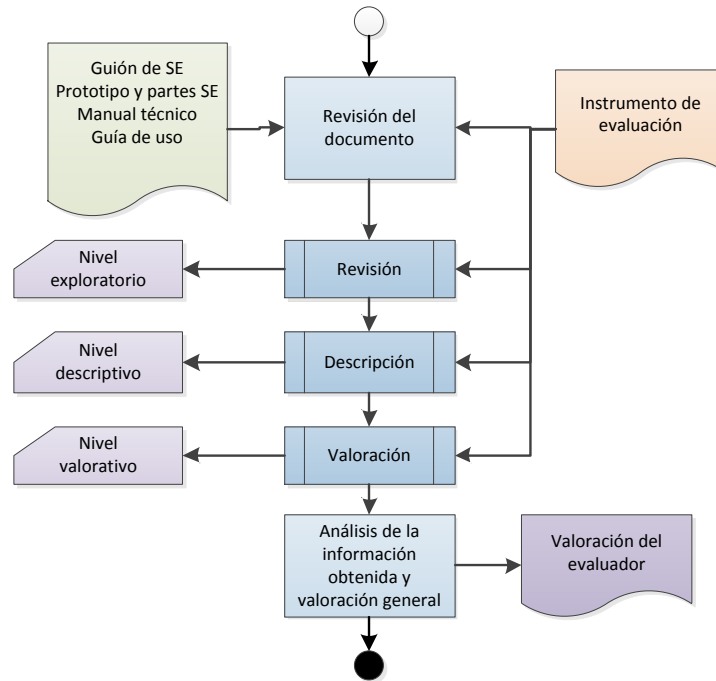 Guión de SE
Prototipo y partes SE
Manual técnico
Guía de uso
Revisión del
documento
Instrumento de
evaluación
Nivel
exploratorio
Revisión
Nivel
descriptivo
Descripción
Nivel
valorativo
Valoración
Análisis de la
información
obtenida y
valoración general
Valoración del
evaluador